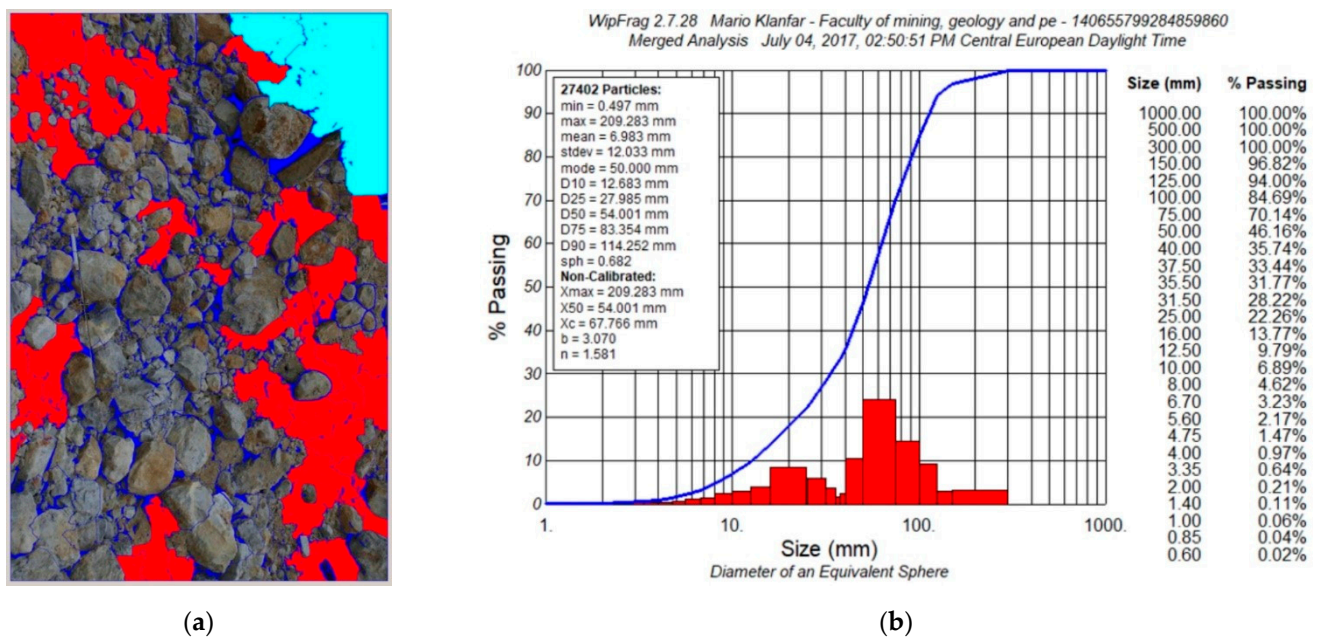 WipFrag 2.7.28 Mario Klanfar - Faculty of mining, geology and pe - 140655799284859860
Merged Analysis July 04, 2017, 02:50:51 PM Central European Daylight Time
% Passing
100
90
80
70
60
50
40
30
20
10
0
27402 Particles:
min = 0.497 mm
max = 209.283 mm
mean = 6.983 mm
stdev = 12.033 mm
mode = 50.000 mm
D10 = 12.683 mm
D25 = 27.985 mm
D50 = 54.001 mm
D75 = 83.354 mm
D90 = 114.252 mm
sph = 0.682
Non-Calibrated:
Xmax = 209.283 mm
X50 = 54.001 mm
Xc = 67.766 mm
b = 3.070
n = 1.581
1. 10. 100. 1000.
Size (mm)
Diameter of an Equivalent Sphere
Size (mm) % Passing
1000.00 100.00%
500.00 100.00%
300.00 100.00%
150.00 96.82%
125.00 94.00%
100.00 84.69%
75.00 70.14%
50.00 46.16%
40.00 35.74%
37.50 33.44%
35.50 31.77%
31.50 28.22%
25.00 22.26%
16.00 13.77%
12.50 9.79%
10.00 6.89%
8.00 4.62%
6.70 3.23%
5.60 2.17%
4.75 1.47%
4.00 0.97%
3.35 0.64%
2.00 0.21%
1.40 0.11%
1.00 0.06%
0.85 0.04%
0.60 0.02%
(a) (b)